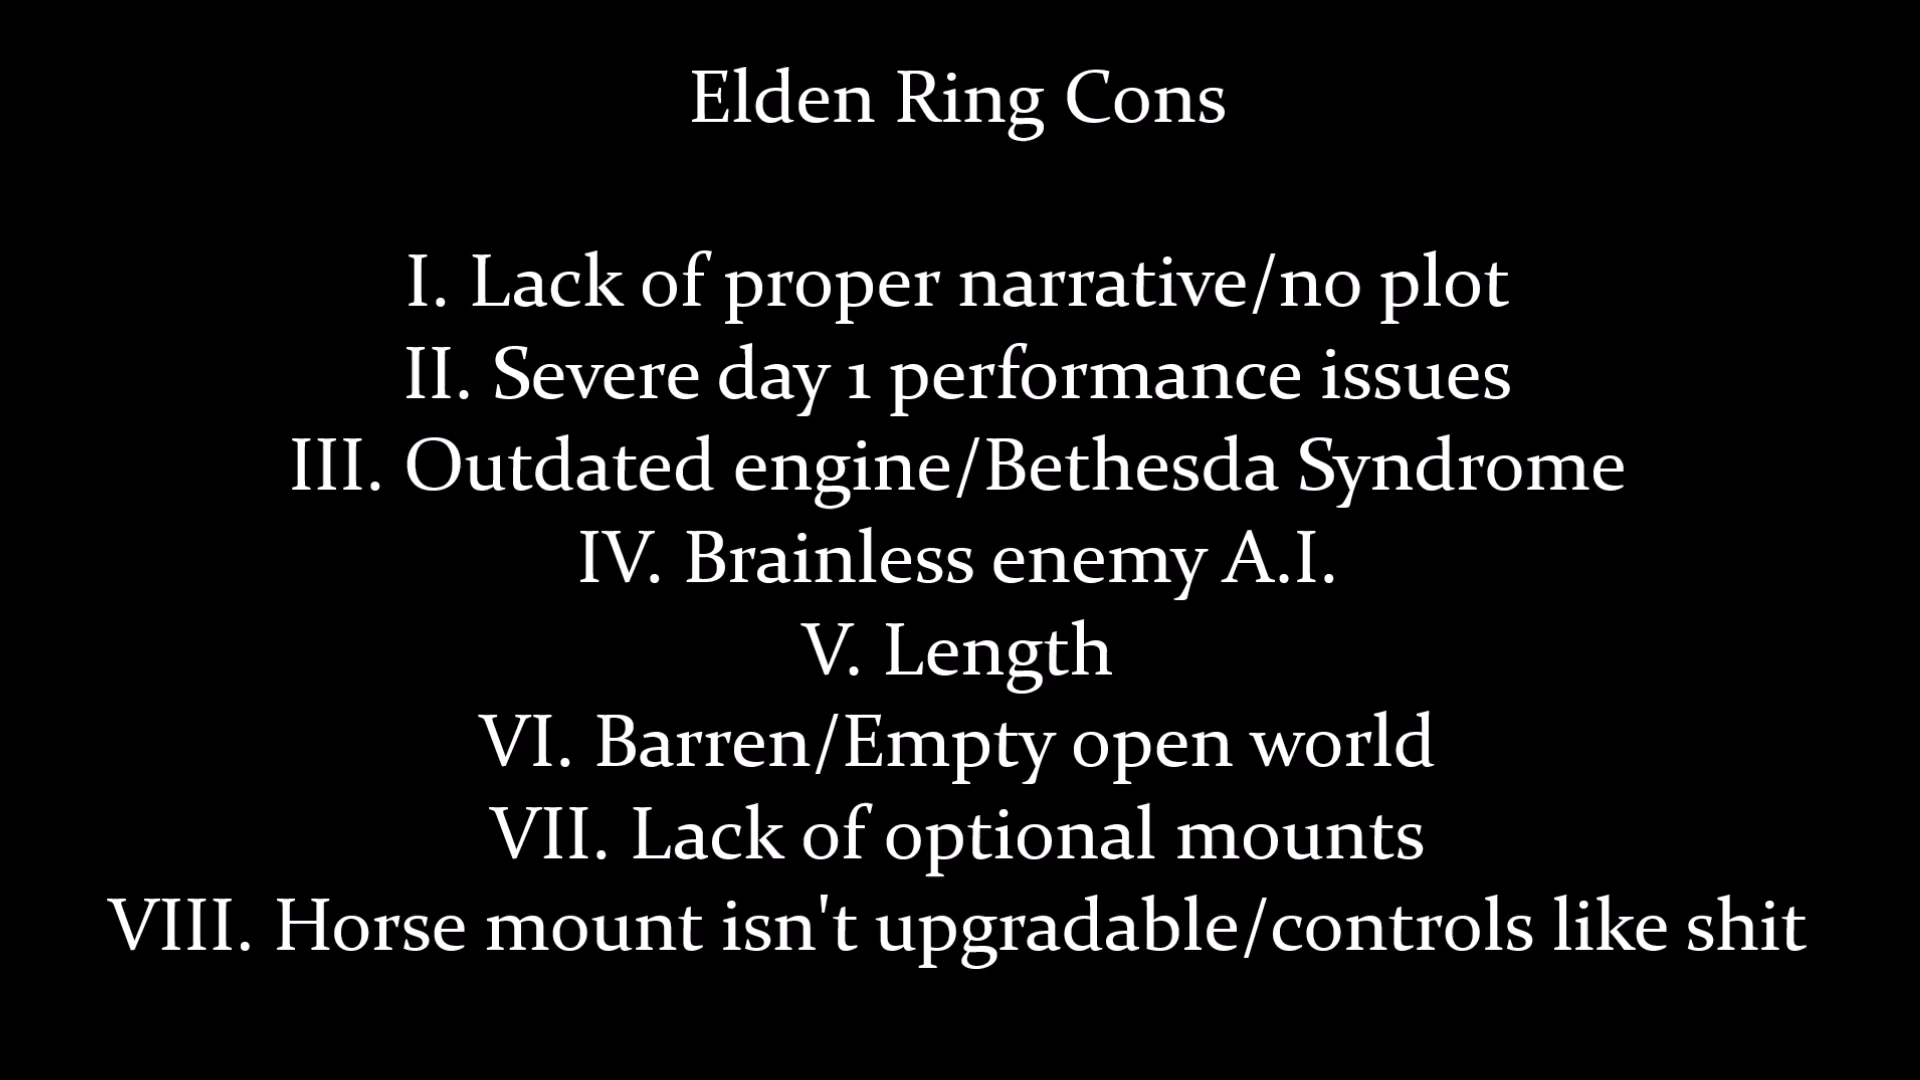 Elden Ring Cons
I. Lack of proper narrative/no plot
II. Severe day 1 performance issues
III. Outdated engine/Bethesda Syndrome
IV. Brainless enemy A.I.
V. Length
VI. Barren/Empty open world
VII. Lack of optional mounts
VIII. Horse mount isn't upgradable/controls like shit